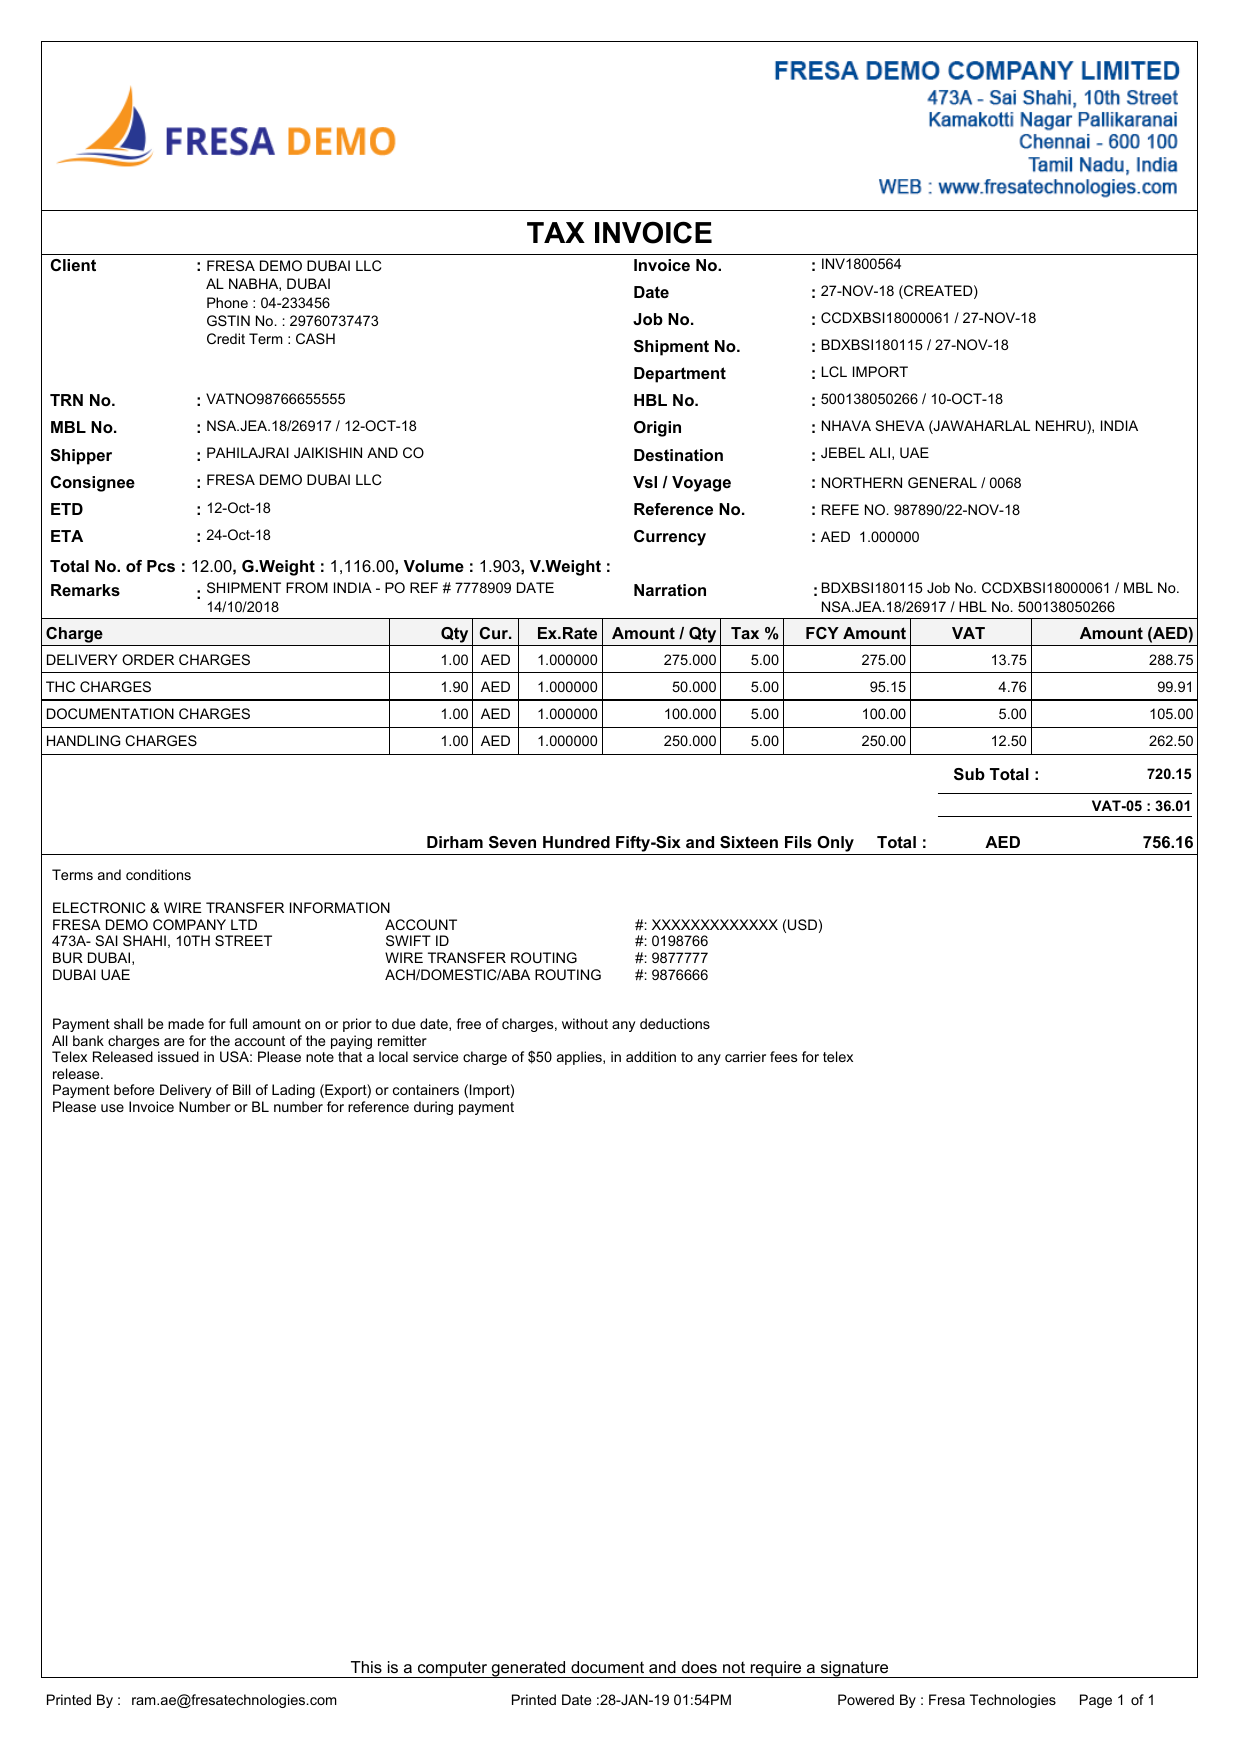 FRESA DEMO
FRESA DEMO COMPANY LIMITED
473A - Sai Shahi, 10th Street
Kamakotti Nagar Pallikaranai
Chennai - 600 100
Tamil Nadu, India
WEB : www.fresatechnologies.com
TAX INVOICE
Client : FRESA DEMO DUBAI LLC
AL NABHA, DUBAI
Phone : 04-233456
GSTIN No. : 29760737473
Credit Term : CASH
Invoice No. : INV1800564
Date : 27-NOV-18 (CREATED)
Job No. : CCDXBSI18000061 / 27-NOV-18
Shipment No. : BDXBSI180115 / 27-NOV-18
Department : LCL IMPORT
TRN No. : VATNO98766655555 HBL No. : 500138050266 / 10-OCT-18
MBL No. : NSA.JEA.18/26917 / 12-OCT-18 Origin : NHAVA SHEVA (JAWAHARLAL NEHRU), INDIA
Shipper : PAHILAJRAI JAIKISHIN AND CO Destination : JEBEL ALI, UAE
Consignee : FRESA DEMO DUBAI LLC Vsl / Voyage : NORTHERN GENERAL / 0068
ETD : 12-Oct-18 Reference No. : REFE NO. 987890/22-NOV-18
ETA : 24-Oct-18 Currency : AED 1.000000
Total No. of Pcs : 12.00, G.Weight : 1,116.00, Volume : 1.903, V.Weight :
Remarks : SHIPMENT FROM INDIA - PO REF # 7778909 DATE
14/10/2018
Narration : BDXBSI180115 Job No. CCDXBSI18000061 / MBL No.
NSA.JEA.18/26917 / HBL No. 500138050266
Charge Qty Cur. Ex.Rate Amount / Qty Tax % FCY Amount VAT Amount (AED)
DELIVERY ORDER CHARGES 1.00 AED 1.000000 275.000 5.00 275.00 13.75 288.75
THC CHARGES 1.90 AED 1.000000 50.000 5.00 95.15 4.76 99.91
DOCUMENTATION CHARGES 1.00 AED 1.000000 100.000 5.00 100.00 5.00 105.00
HANDLING CHARGES 1.00 AED 1.000000 250.000 5.00 250.00 12.50 262.50
Sub Total : 720.15
VAT-05 : 36.01
Dirham Seven Hundred Fifty-Six and Sixteen Fils Only Total : AED 756.16
Terms and conditions
ELECTRONIC & WIRE TRANSFER INFORMATION
FRESA DEMO COMPANY LTD ACCOUNT #: XXXXXXXXXXXXX (USD)
473A- SAI SHAHI, 10TH STREET SWIFT ID #: 0198766
BUR DUBAI, WIRE TRANSFER ROUTING #: 9877777
DUBAI UAE ACH/DOMESTIC/ABA ROUTING #: 9876666
Payment shall be made for full amount on or prior to due date, free of charges, without any deductions
All bank charges are for the account of the paying remitter
Telex Released issued in USA: Please note that a local service charge of $50 applies, in addition to any carrier fees for telex
release.
Payment before Delivery of Bill of Lading (Export) or containers (Import)
Please use Invoice Number or BL number for reference during payment
This is a computer generated document and does not require a signature
Printed By : ram.ae@fresatechnologies.com Printed Date :28-JAN-19 01:54PM Powered By : Fresa Technologies Page 1 of 1